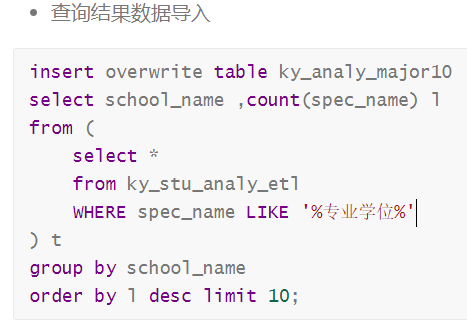 查询结果数据导入
insert overwrite table ky_analy_major10
select school_name ,count(spec_name) l
from (
    select *
    from ky_stu_analy_etl
    WHERE spec_name LIKE '%专业学位%'
) t
group by school_name
order by l desc limit 10;